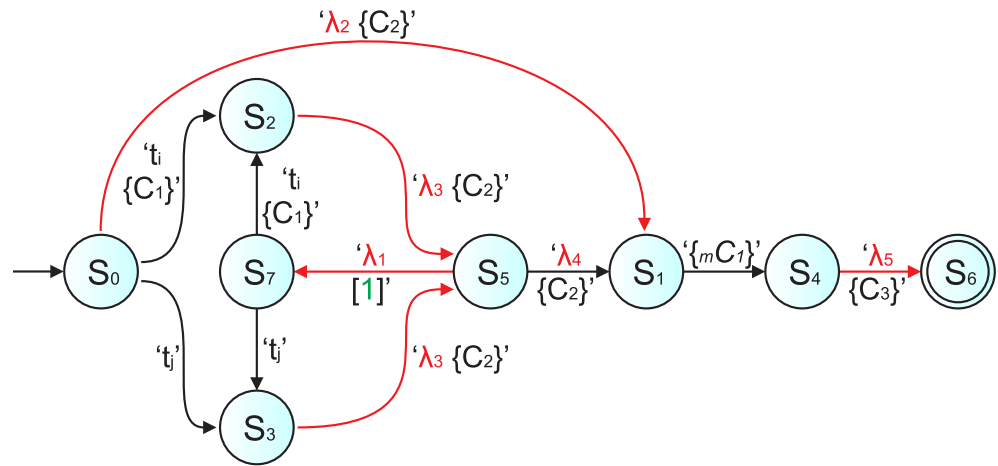 ‘λ₂ {C₂}’
S₂
‘tᵢ
{C₁}’
‘tᵢ
{C₁}’
‘λ₃ {C₂}’
S₀
S₇
‘λ₁
[1]’
S₅
‘λ₄
{C₂}’
S₁
‘{ₘC₁}’
S₄
‘λ₅
{C₃}’
S₆
‘tⱼ’
‘tⱼ’
‘λ₃ {C₂}’
S₃